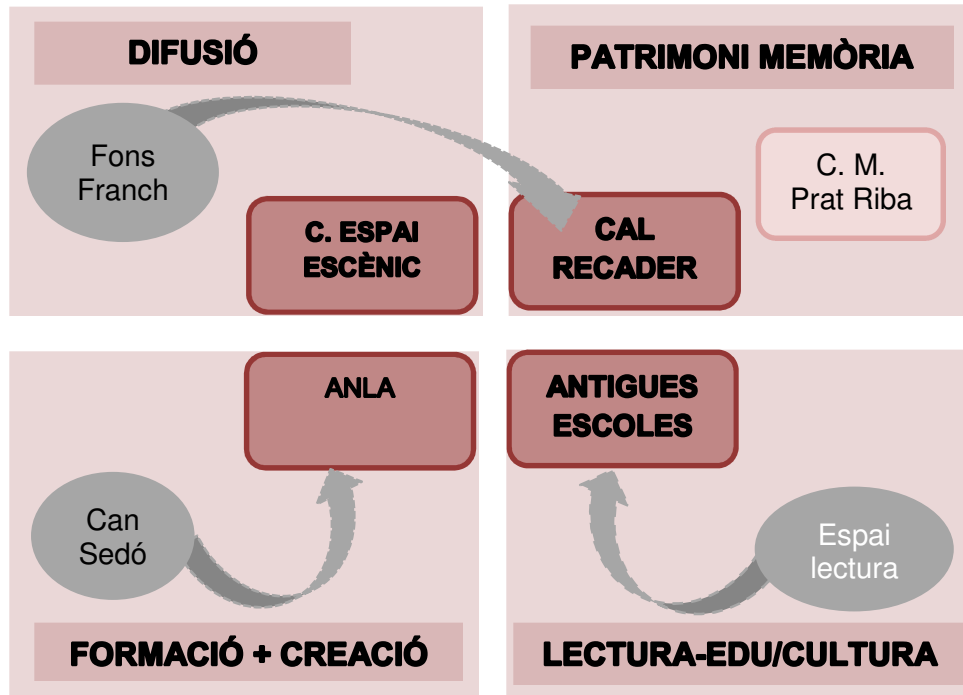 DIFUSIÓ
Fons
Franch
C. ESPAI
ESCÈNIC
PATRIMONI MEMÒRIA
C. M.
Prat Riba
CAL
RECADER
ANLA
Can
Sedó
FORMACIÓ + CREACIÓ
ANTIGUES
ESCOLES
Espai
lectura
LECTURA-EDU/CULTURA